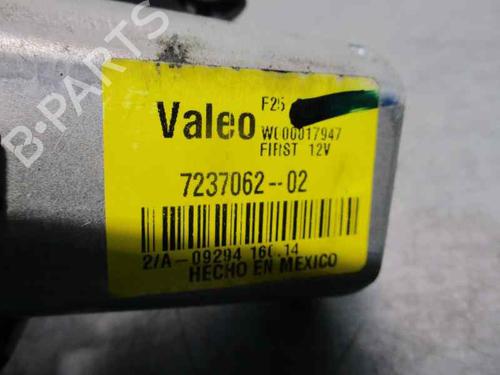 B-PARTS
Valeo F25
W000017947
FIRST 12V
7237062-02
2/A-09294 160.14
HECHO EN MEXICO